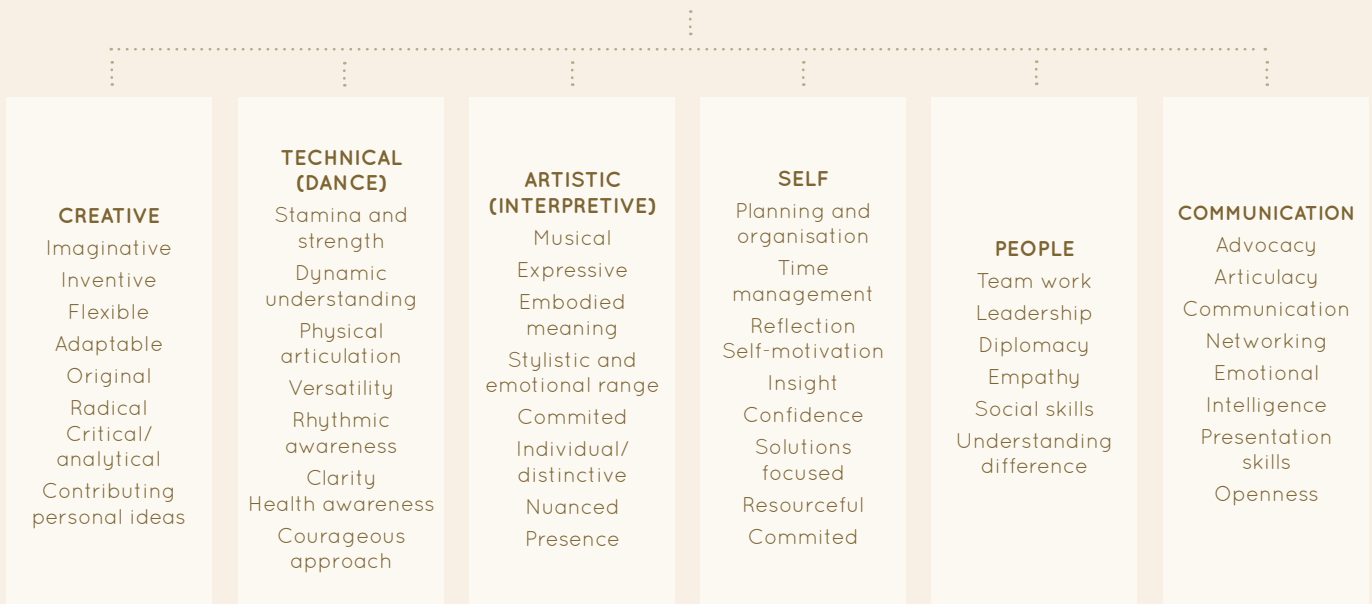 CREATIVE
Imaginative
Inventive
Flexible
Adaptable
Original
Radical
Critical/
analytical
Contributing
personal ideas
TECHNICAL
(DANCE)
Stamina and
strength
Dynamic
understanding
Physical
articulation
Versatility
Rhythmic
awareness
Clarity
Health awareness
Courageous
approach
ARTISTIC
(INTERPRETIVE)
Musical
Expressive
Embodied
meaning
Stylistic and
emotional range
Commited
Individual/
distinctive
Nuanced
Presence
SELF
Planning and
organisation
Time
management
Reflection
Self-motivation
Insight
Confidence
Solutions
focused
Resourceful
Commited
PEOPLE
Team work
Leadership
Diplomacy
Empathy
Social skills
Understanding
difference
COMMUNICATION
Advocacy
Articulacy
Communication
Networking
Emotional
Intelligence
Presentation
skills
Openness